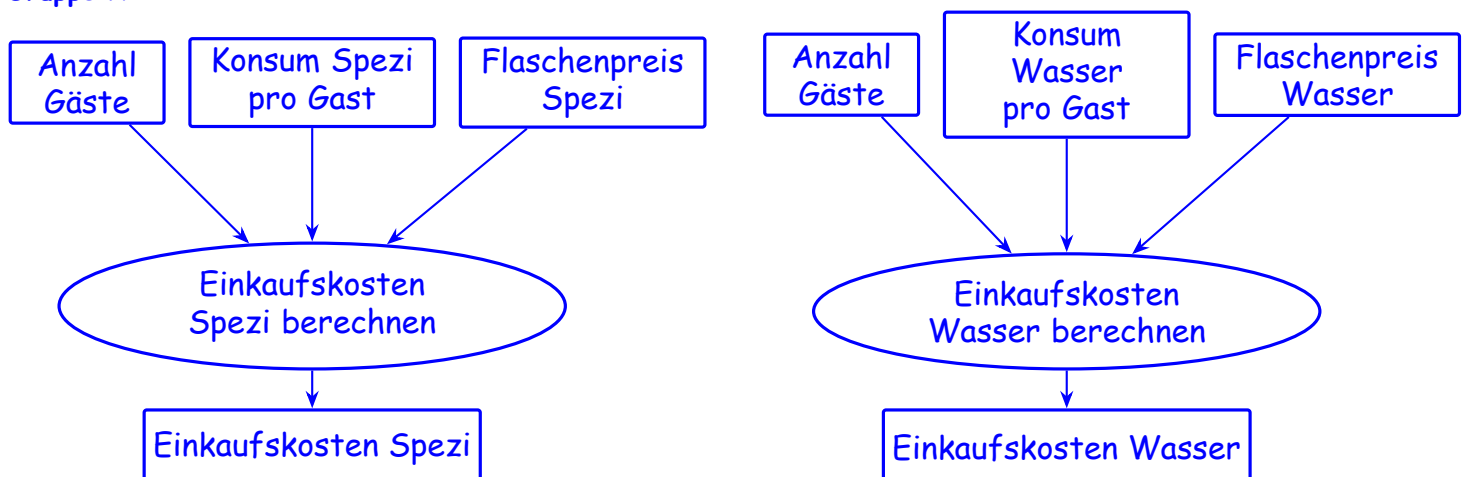 Anzahl
Gäste
Konsum Spezi
pro Gast
Flaschenpreis
Spezi
Einkaufskosten
Spezi berechnen
Einkaufskosten Spezi
Anzahl
Gäste
Konsum
Wasser
pro Gast
Flaschenpreis
Wasser
Einkaufskosten
Wasser berechnen
Einkaufskosten Wasser